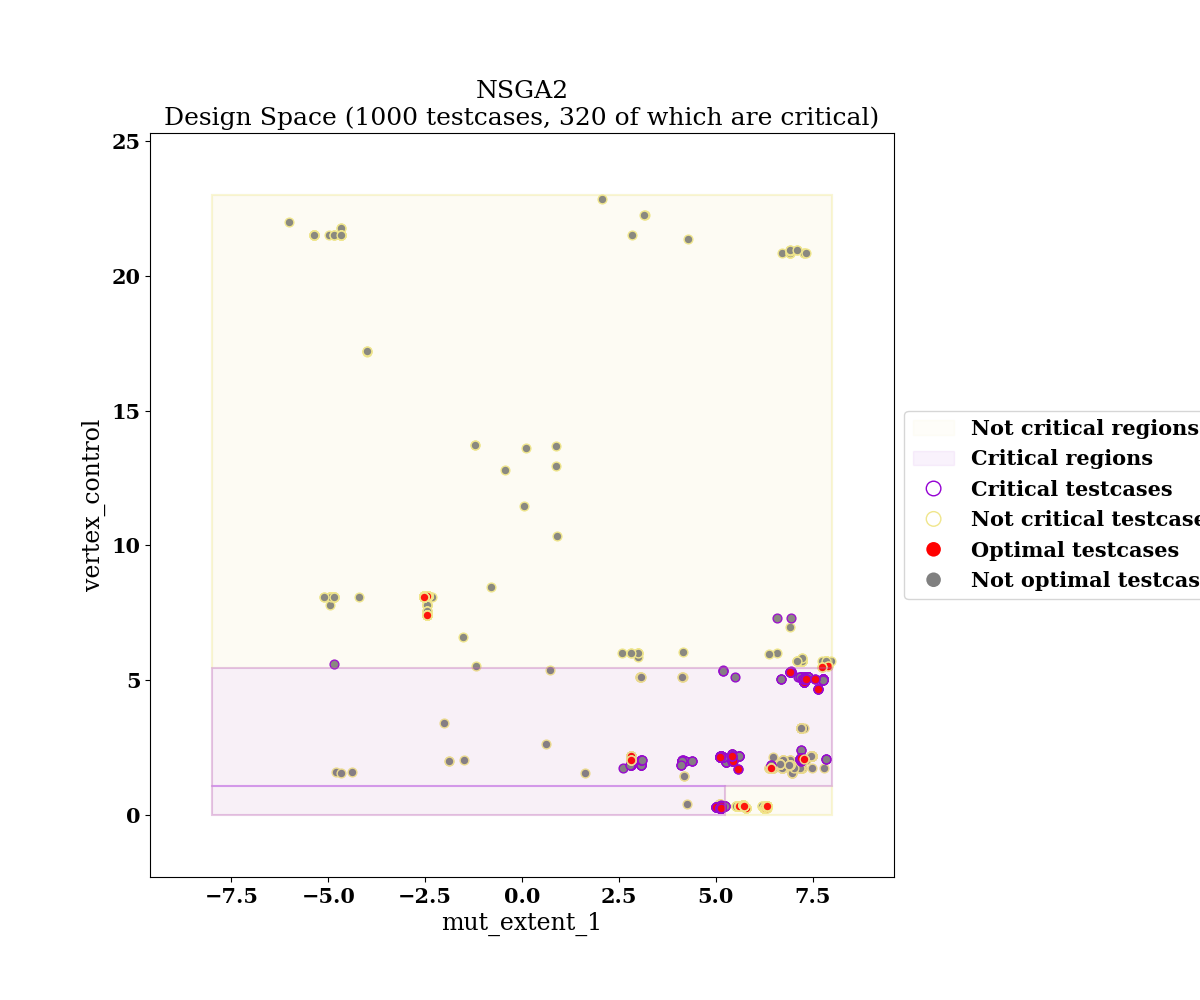 NSGA2
Design Space (1000 testcases, 320 of which are critical)
25
20
15
10
5
0
vertex_control
−7.5
−5.0
−2.5
0.0
2.5
5.0
7.5
mut_extent_1
Not critical regions
Critical regions
Critical testcases
Not critical testcase
Optimal testcases
Not optimal testcas